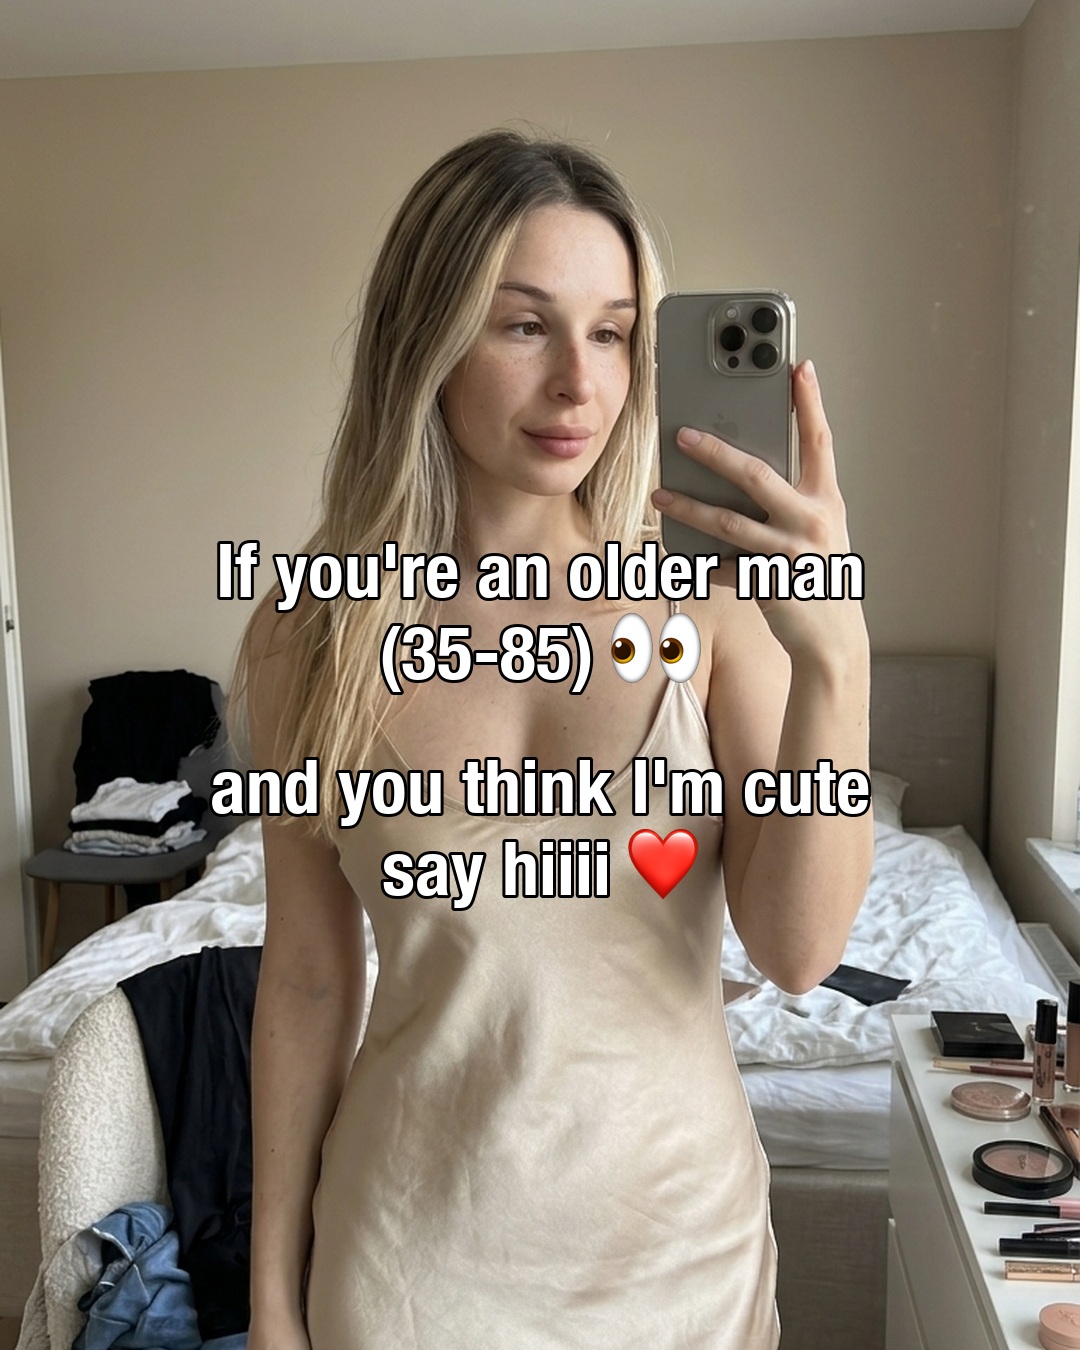 If you're an older man
(35-85) 👀
and you think I'm cute
say hiiii ❤️